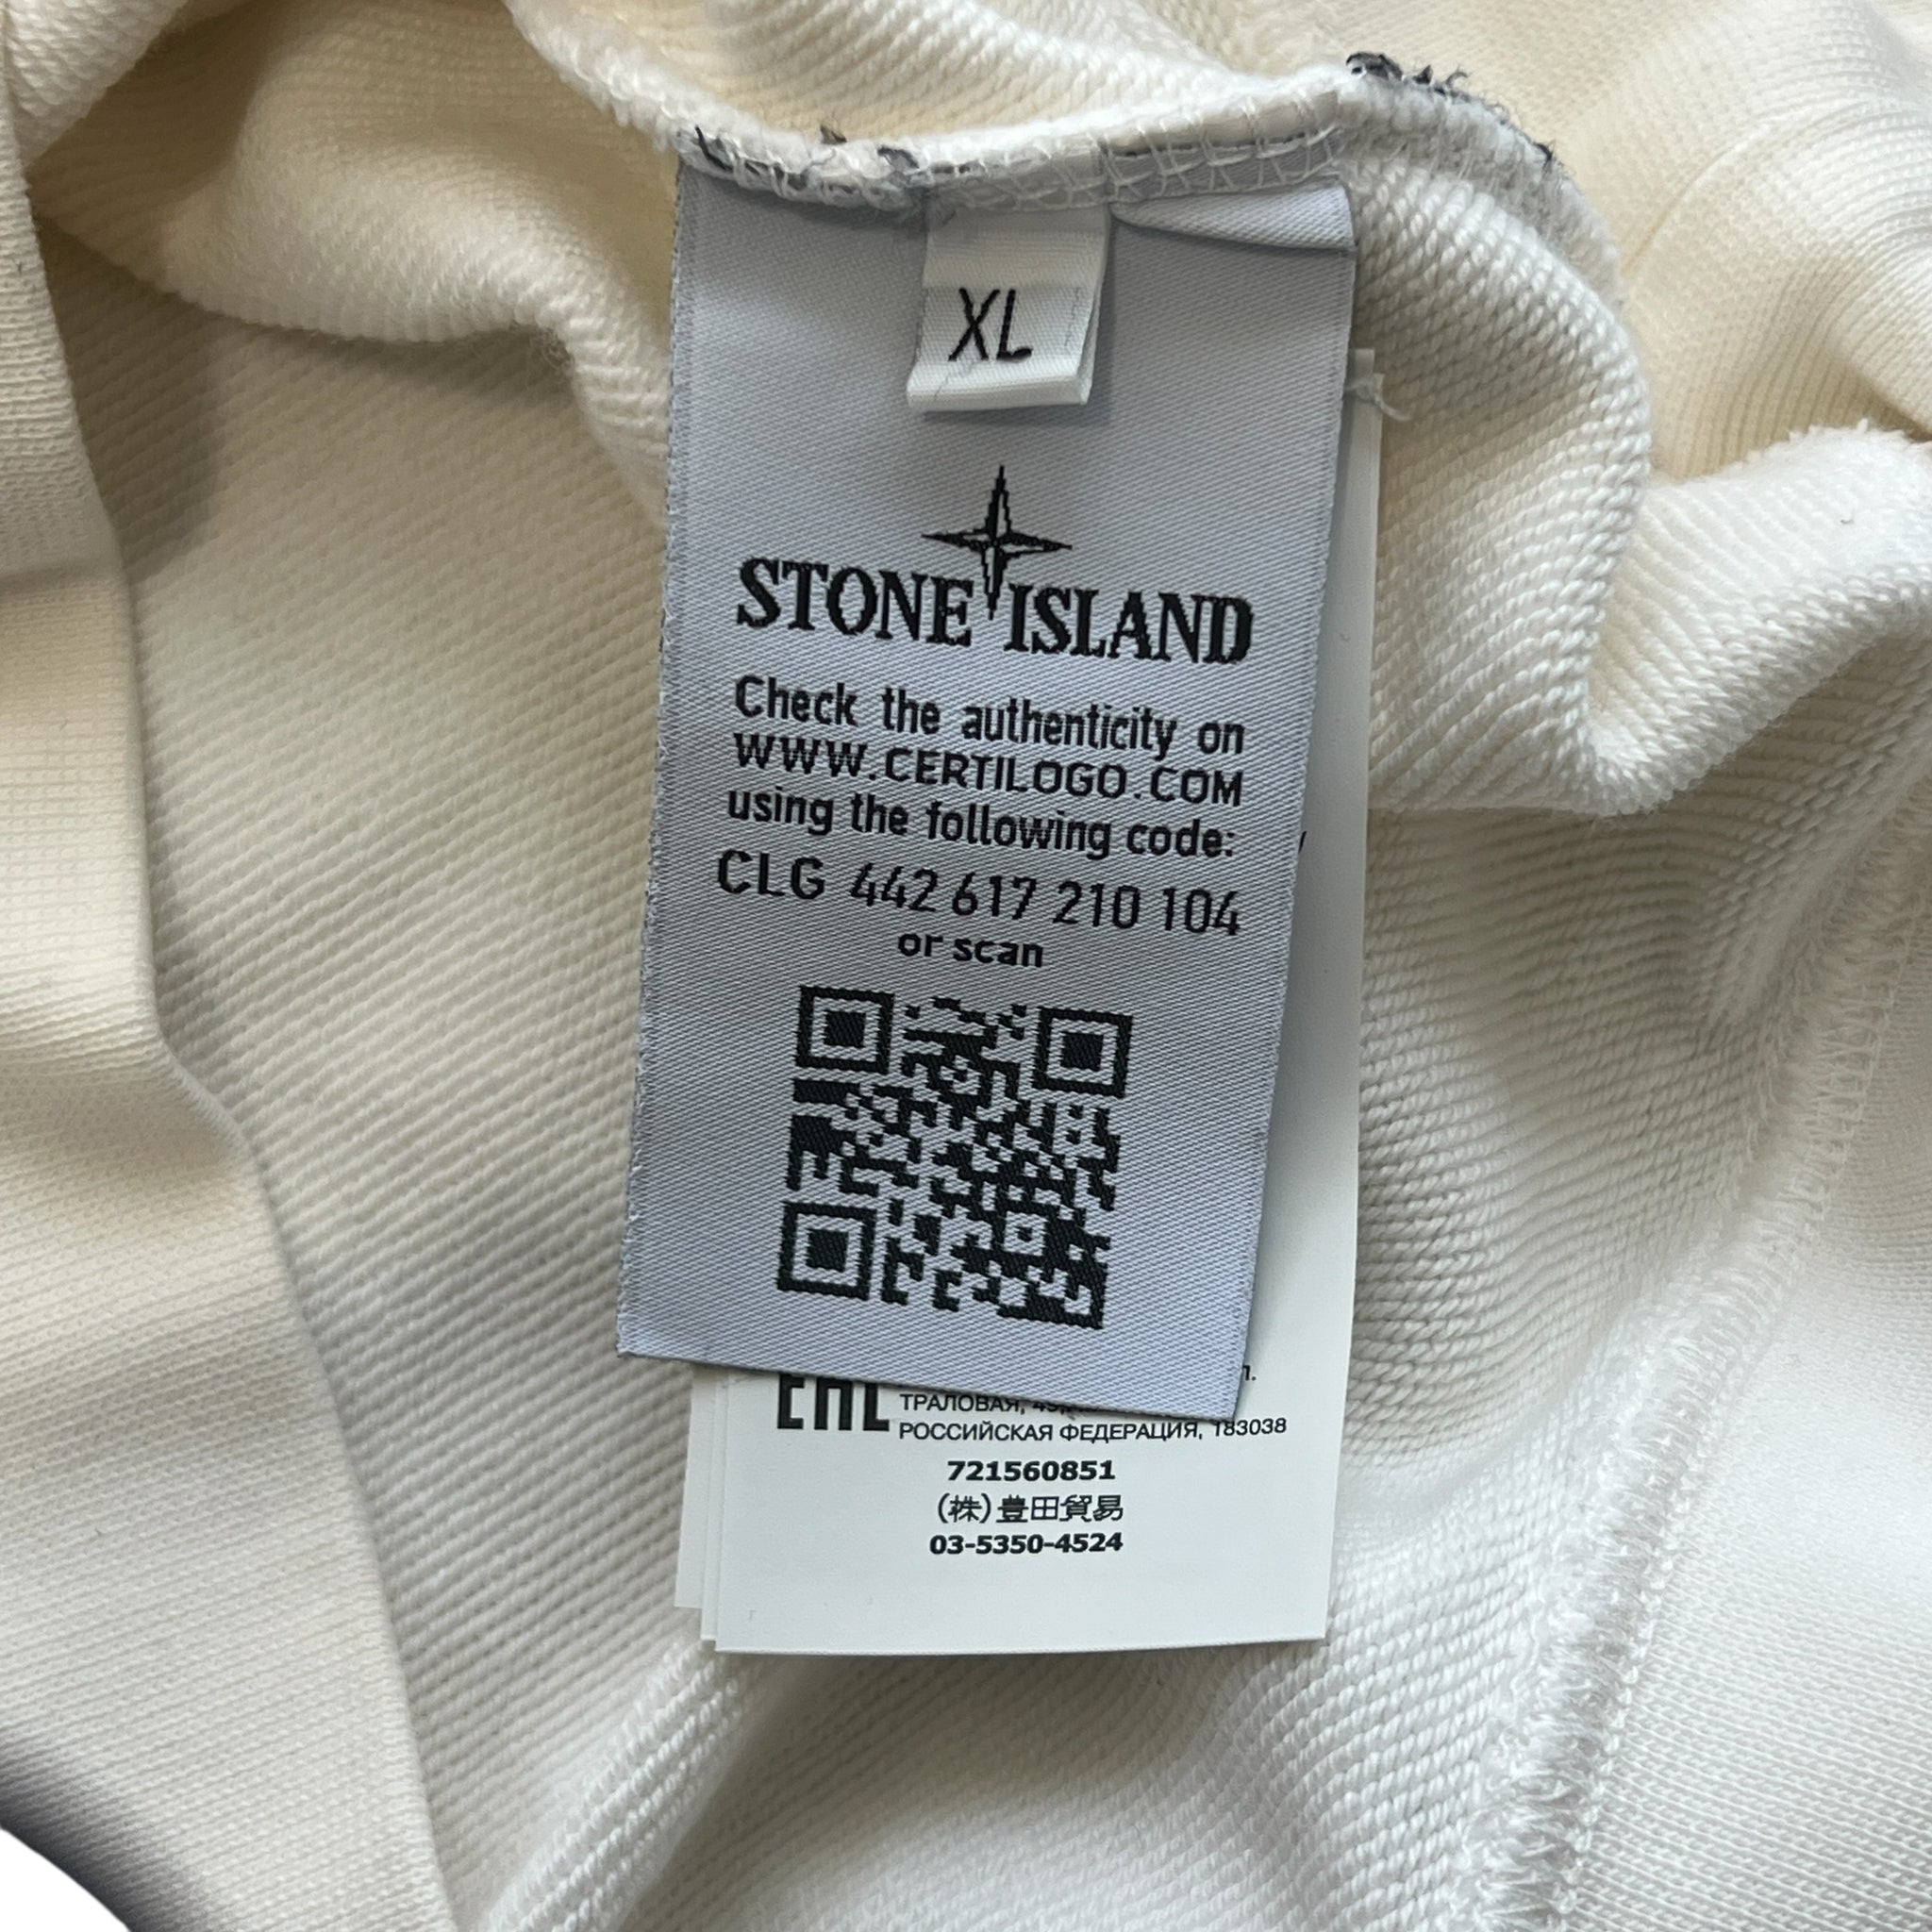 XL
STONE ISLAND
Check the authenticity on
WWW.CERTILOGO.COM
using the following code:
CLG 442 617 210 104
or scan
EAC
ТРАЛОВАЯ,
РОССИЙСКАЯ ФЕДЕРАЦИЯ, 183038
721560851
(株)豊田貿易
03-5350-4524